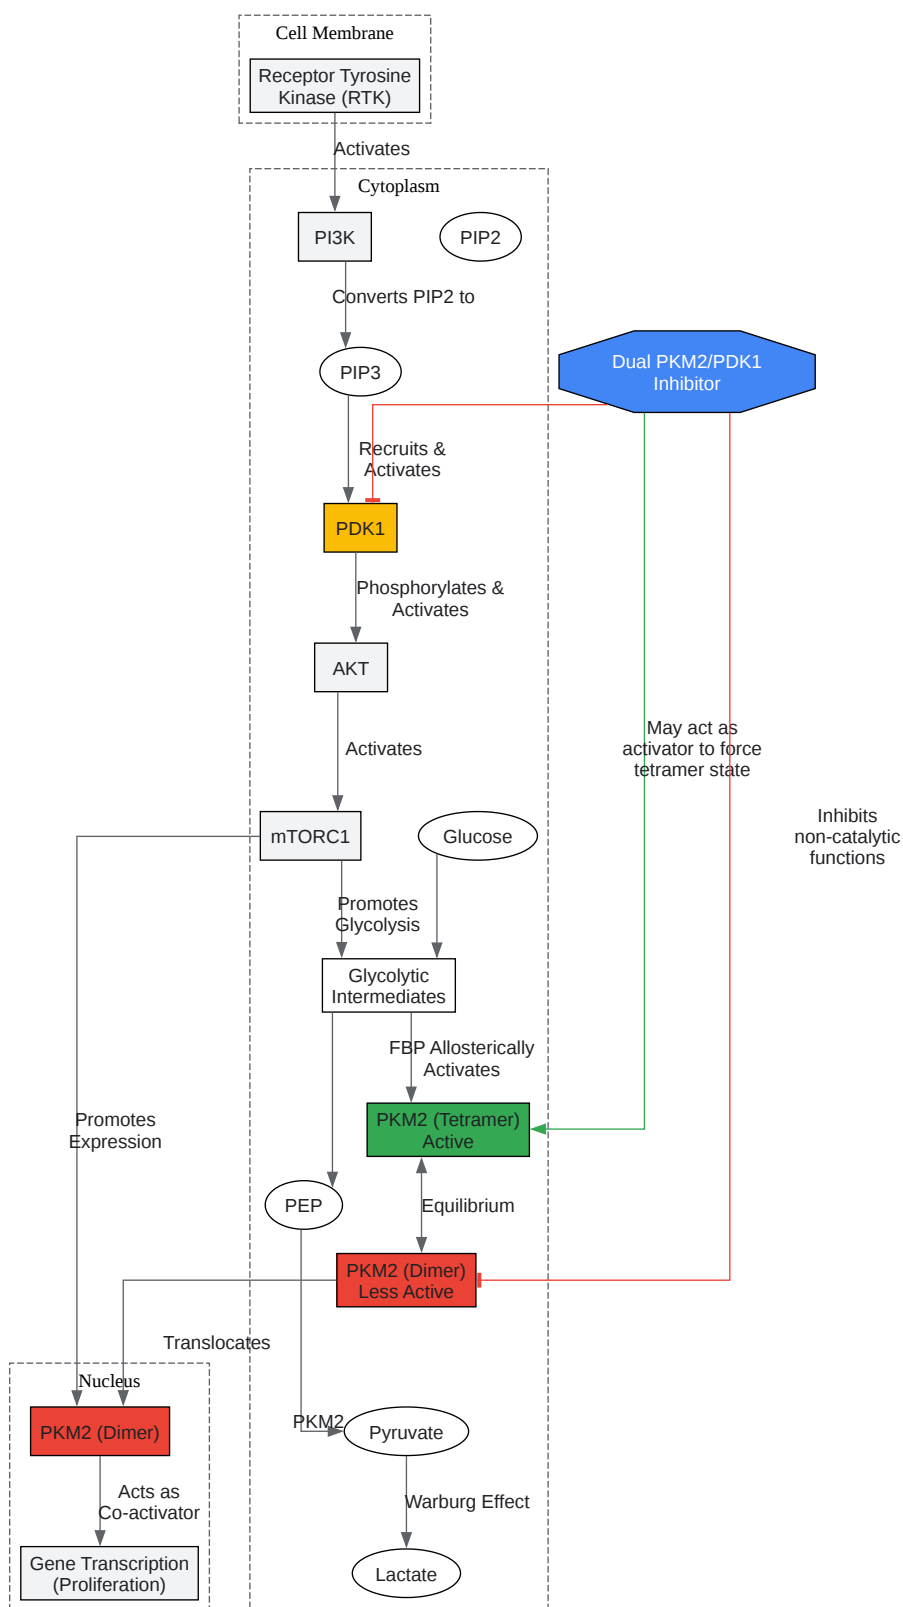 Cell Membrane
Receptor Tyrosine
Kinase (RTK)
Activates
Cytoplasm
PI3K
PIP2
Converts PIP2 to
PIP3
Dual PKM2/PDK1
Inhibitor
Recruits &
Activates
PDK1
Phosphorylates &
Activates
AKT
Activates
May act as
activator to force
tetramer state
mTORC1
Glucose
Inhibits
non-catalytic
functions
Promotes
Glycolysis
Glycolytic
Intermediates
FBP Allosterically
Activates
Promotes
Expression
PKM2 (Tetramer)
Active
PEP
Equilibrium
PKM2 (Dimer)
Less Active
Translocates
Nucleus
PKM2 (Dimer)
PKM2
Pyruvate
Acts as
Co-activator
Warburg Effect
Gene Transcription
(Proliferation)
Lactate